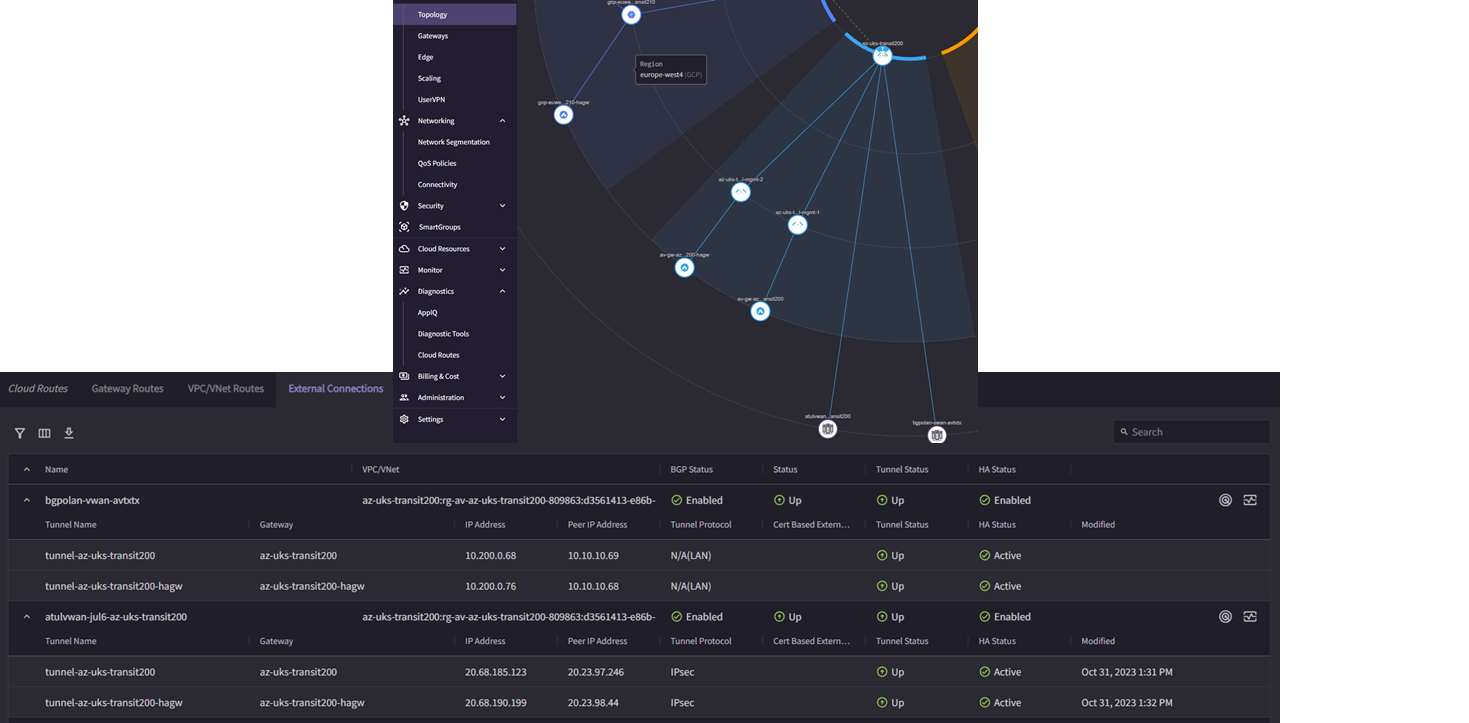 Topology
Gateways
Edge
Scaling
UserVPN
Networking
Network Segmentation
QoS Policies
Connectivity
Security
SmartGroups
Cloud Resources
Monitor
Diagnostics
AppIQ
Diagnostic Tools
Cloud Routes
Billing & Cost
Administration
Settings
gcp-euwe...ansit210
Region
europe-west4 (GCP)
gcp-euwe...210-hagw
az-uks-transit200
az-uks-t...l-mgmt-2
az-uks-t...l-mgmt-1
av-gw-az...200-hagw
av-gw-az...ansit200
atulvwan...ansit200
bgpolan-vwan-avtxtx
Cloud Routes Gateway Routes VPC/VNet Routes External Connections
Search
Name VPC/VNet BGP Status Status Tunnel Status HA Status
bgpolan-vwan-avtxtx az-uks-transit200:rg-av-az-uks-transit200-809863:d3561413-e86b- Enabled Up Up Enabled
Tunnel Name Gateway IP Address Peer IP Address Tunnel Protocol Cert Based Extern... Tunnel Status HA Status Modified
tunnel-az-uks-transit200 az-uks-transit200 10.200.0.68 10.10.10.69 N/A(LAN) Up Active
tunnel-az-uks-transit200-hagw az-uks-transit200-hagw 10.200.0.76 10.10.10.68 N/A(LAN) Up Active
atulvwan-jul6-az-uks-transit200 az-uks-transit200:rg-av-az-uks-transit200-809863:d3561413-e86b- Enabled Up Up Enabled
Tunnel Name Gateway IP Address Peer IP Address Tunnel Protocol Cert Based Extern... Tunnel Status HA Status Modified
tunnel-az-uks-transit200 az-uks-transit200 20.68.185.123 20.23.97.246 IPsec Up Active Oct 31, 2023 1:31 PM
tunnel-az-uks-transit200-hagw az-uks-transit200-hagw 20.68.190.199 20.23.98.44 IPsec Up Active Oct 31, 2023 1:32 PM